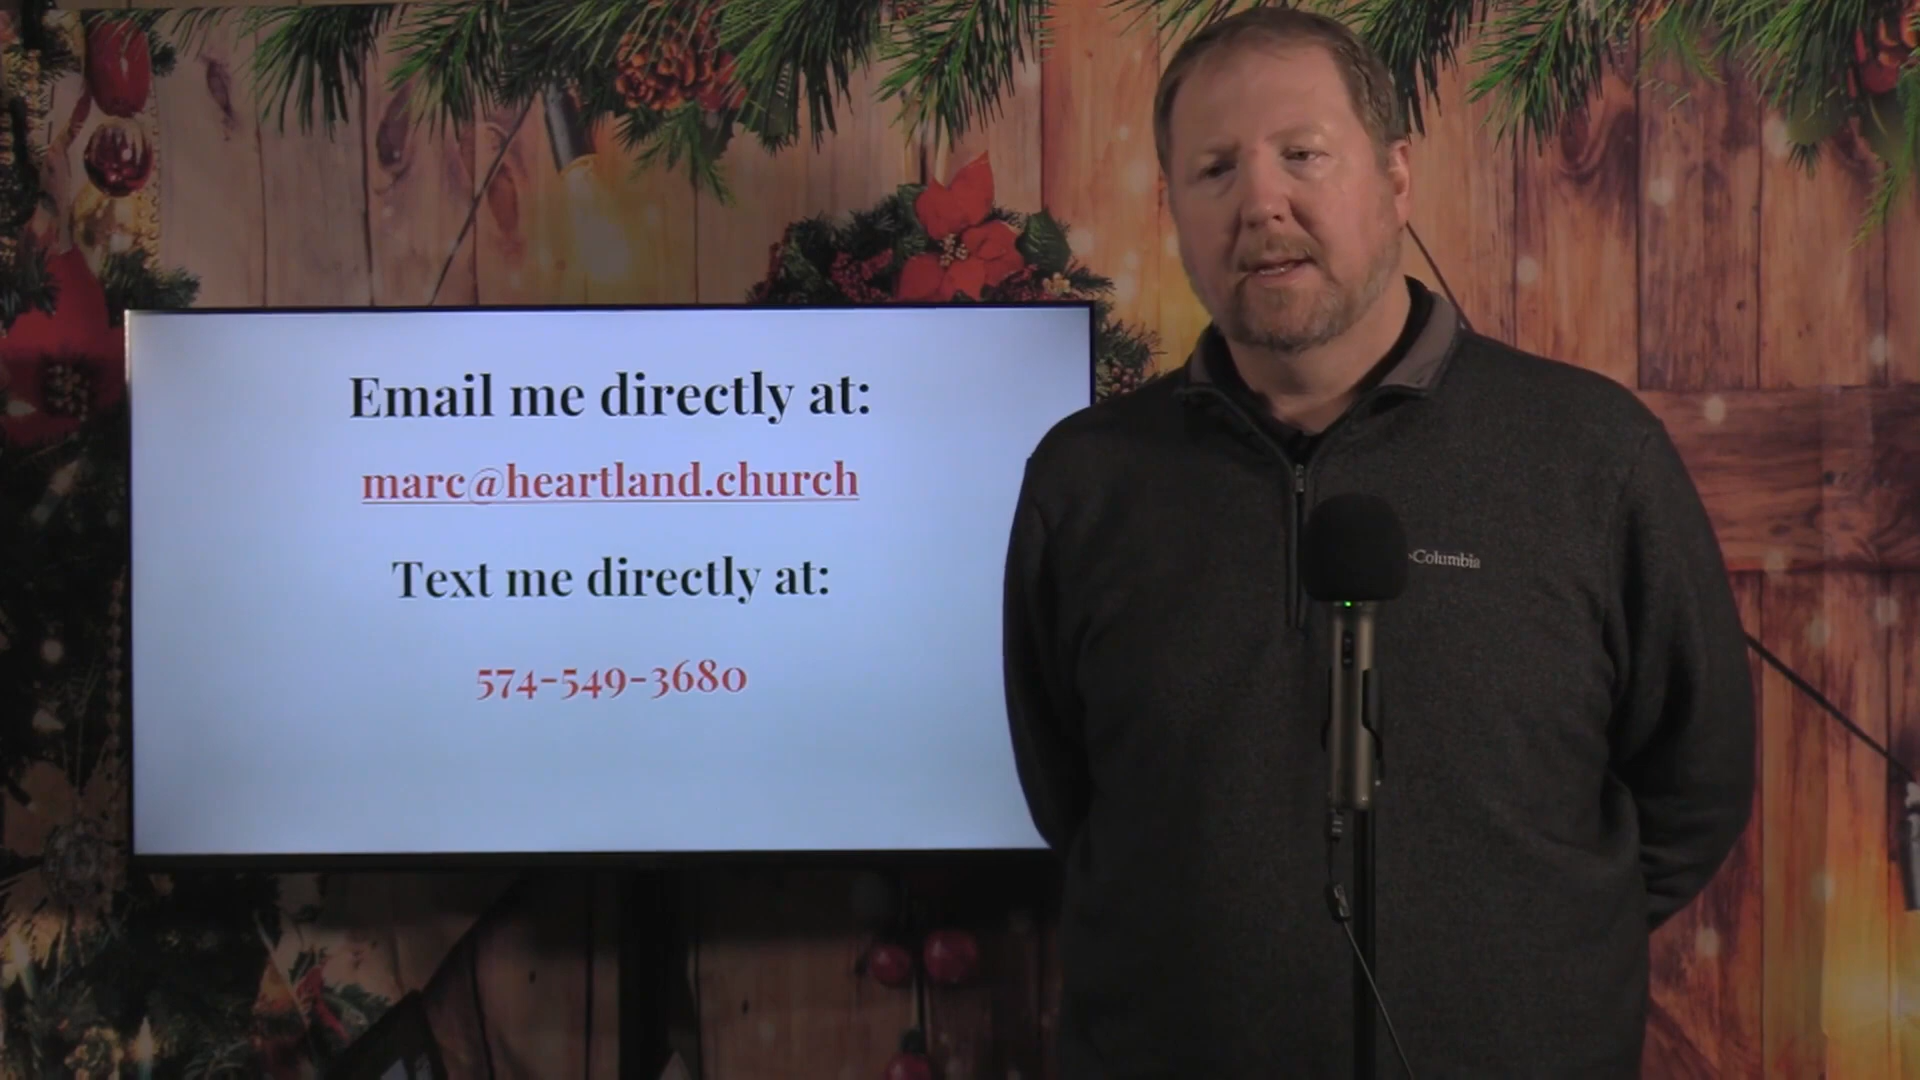 Email me directly at:
marc@heartland.church
Text me directly at:
574-549-3680
Columbia